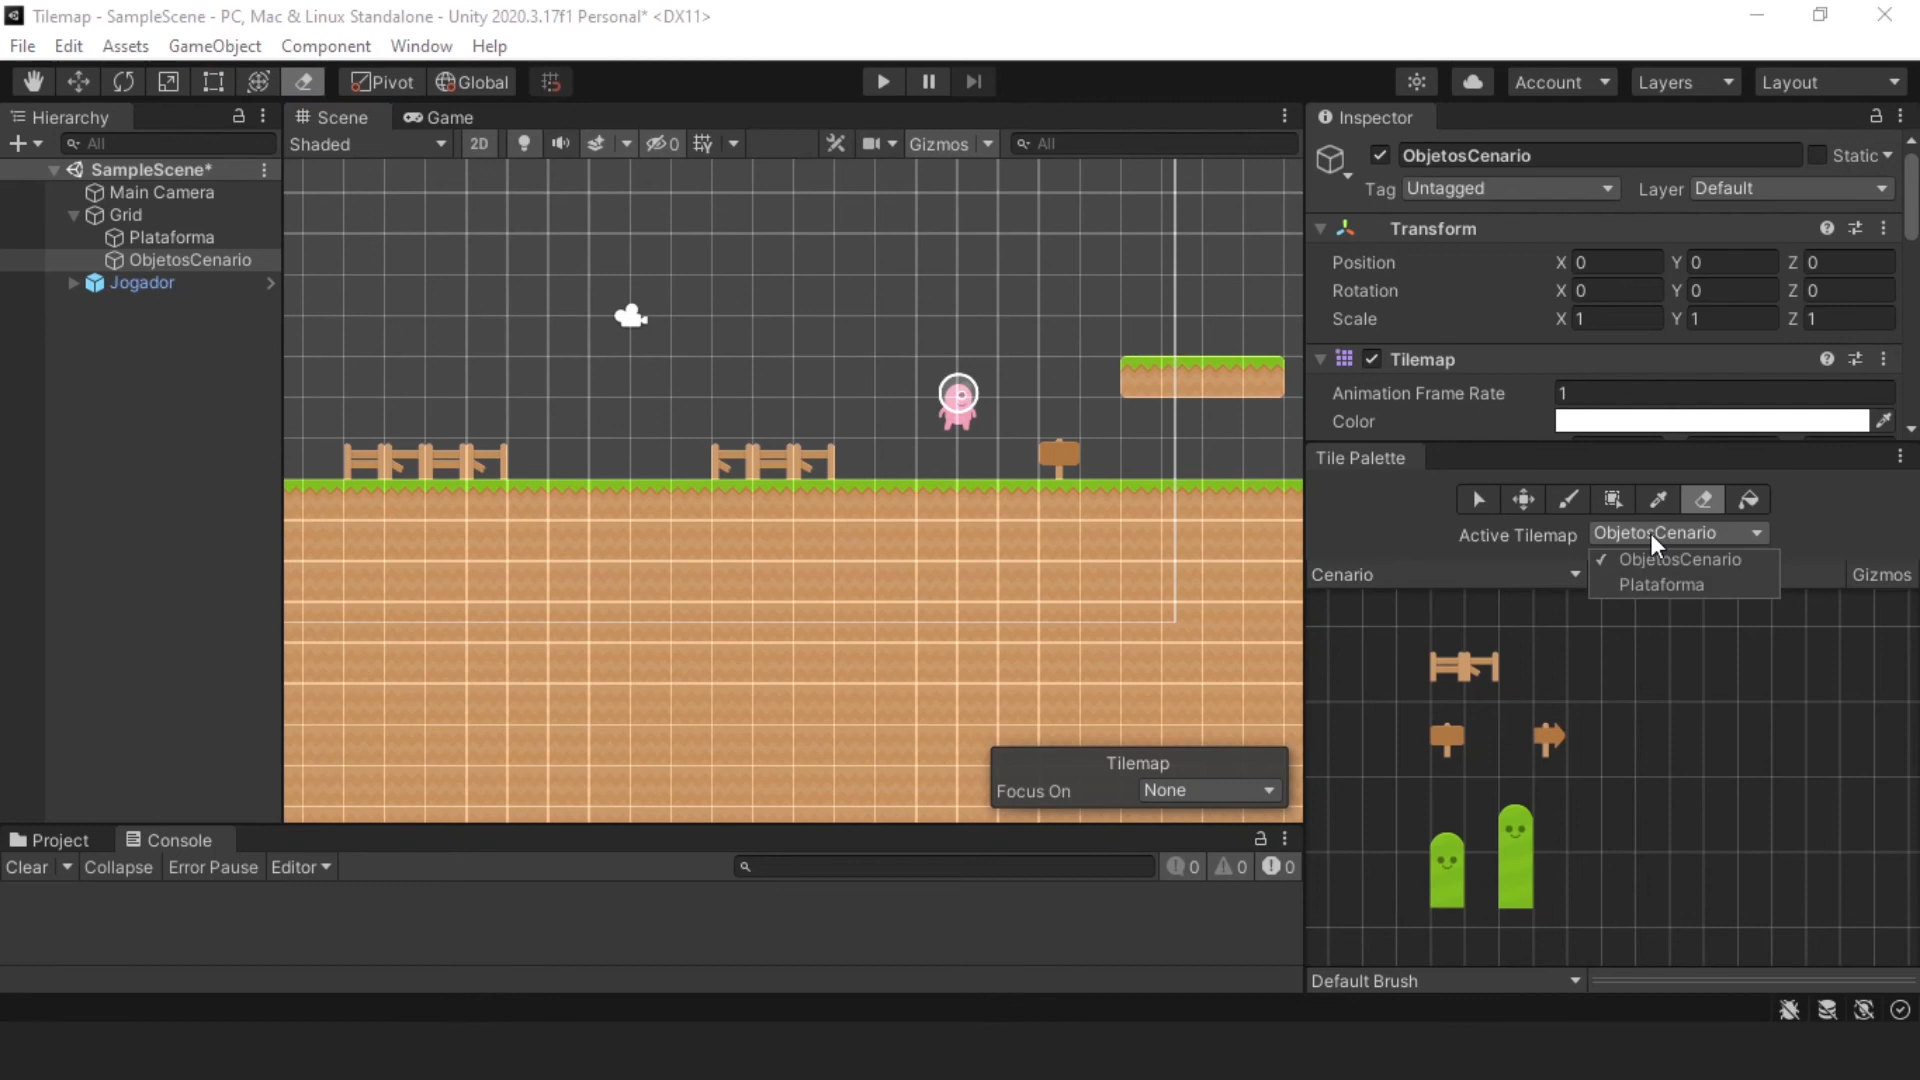 Tilemap - SampleScene - PC, Mac & Linux Standalone - Unity 2020.3.17f1 Personal* <DX11>
File Edit Assets GameObject Component Window Help
Pivot Global Account Layers Layout
Hierarchy
All
SampleScene*
Main Camera
Grid
Plataforma
ObjetosCenario
Jogador
Scene Game
Shaded 2D 0 Gizmos All
Tilemap
Focus On None
Inspector
ObjetosCenario Static
Tag Untagged Layer Default
Transform
Position X 0 Y 0 Z 0
Rotation X 0 Y 0 Z 0
Scale X 1 Y 1 Z 1
Tilemap
Animation Frame Rate 1
Color
Tile Palette
Active Tilemap ObjetosCenario
ObjetosCenario
Plataforma
Cenario Gizmos
Default Brush
Project Console
Clear Collapse Error Pause Editor 0 0 0